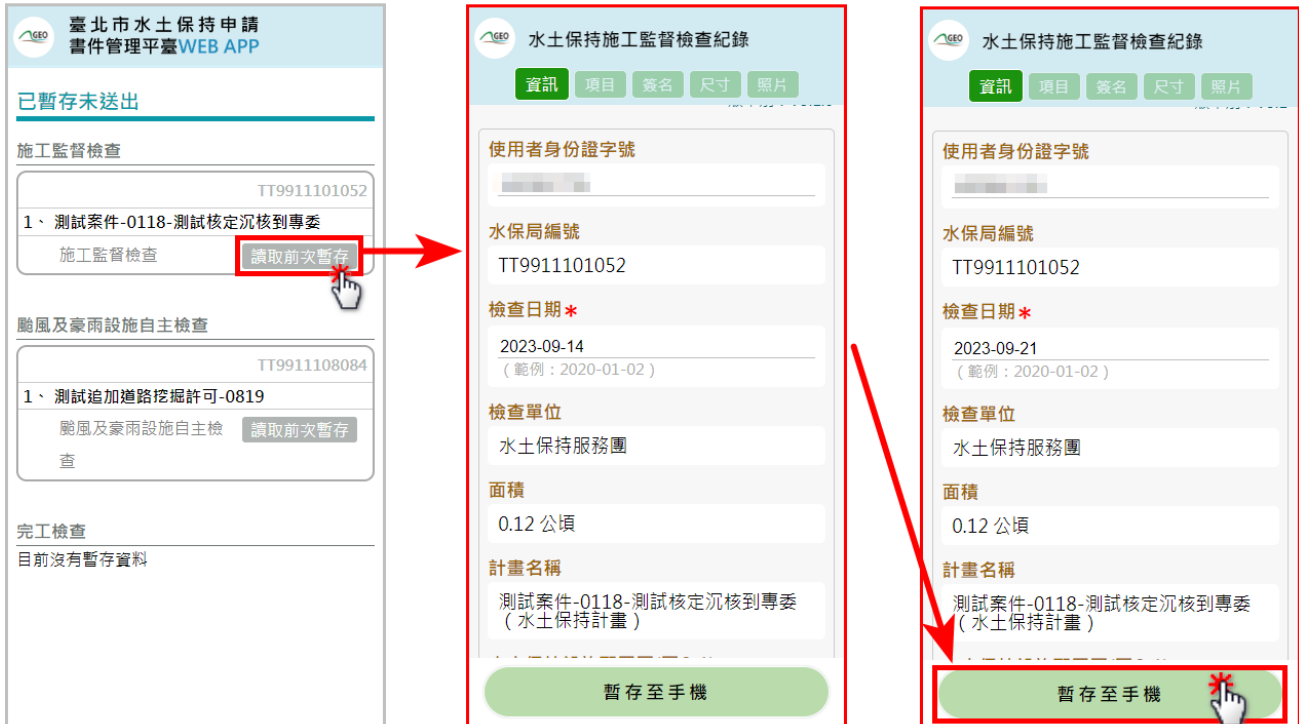 GEO
臺北市水土保持申請
書件管理平臺WEB APP
已暫存未送出
施工監督檢查
TT9911101052
1、 測試案件-0118-測試核定沉核到專委
施工監督檢查
讀取前次暫存
颱風及豪雨設施自主檢查
TT9911108084
1、 測試追加道路挖掘許可-0819
颱風及豪雨設施自主檢
查
讀取前次暫存
完工檢查
目前沒有暫存資料
GEO
水土保持施工監督檢查紀錄
資訊 項目 簽名 尺寸 照片
使用者身份證字號
水保局編號
TT9911101052
檢查日期*
2023-09-14
(範例：2020-01-02)
檢查單位
水土保持服務團
面積
0.12 公頃
計畫名稱
測試案件-0118-測試核定沉核到專委
(水土保持計畫)
暫存至手機
GEO
水土保持施工監督檢查紀錄
資訊 項目 簽名 尺寸 照片
使用者身份證字號
水保局編號
TT9911101052
檢查日期*
2023-09-21
(範例：2020-01-02)
檢查單位
水土保持服務團
面積
0.12 公頃
計畫名稱
測試案件-0118-測試核定沉核到專委
(水土保持計畫)
暫存至手機